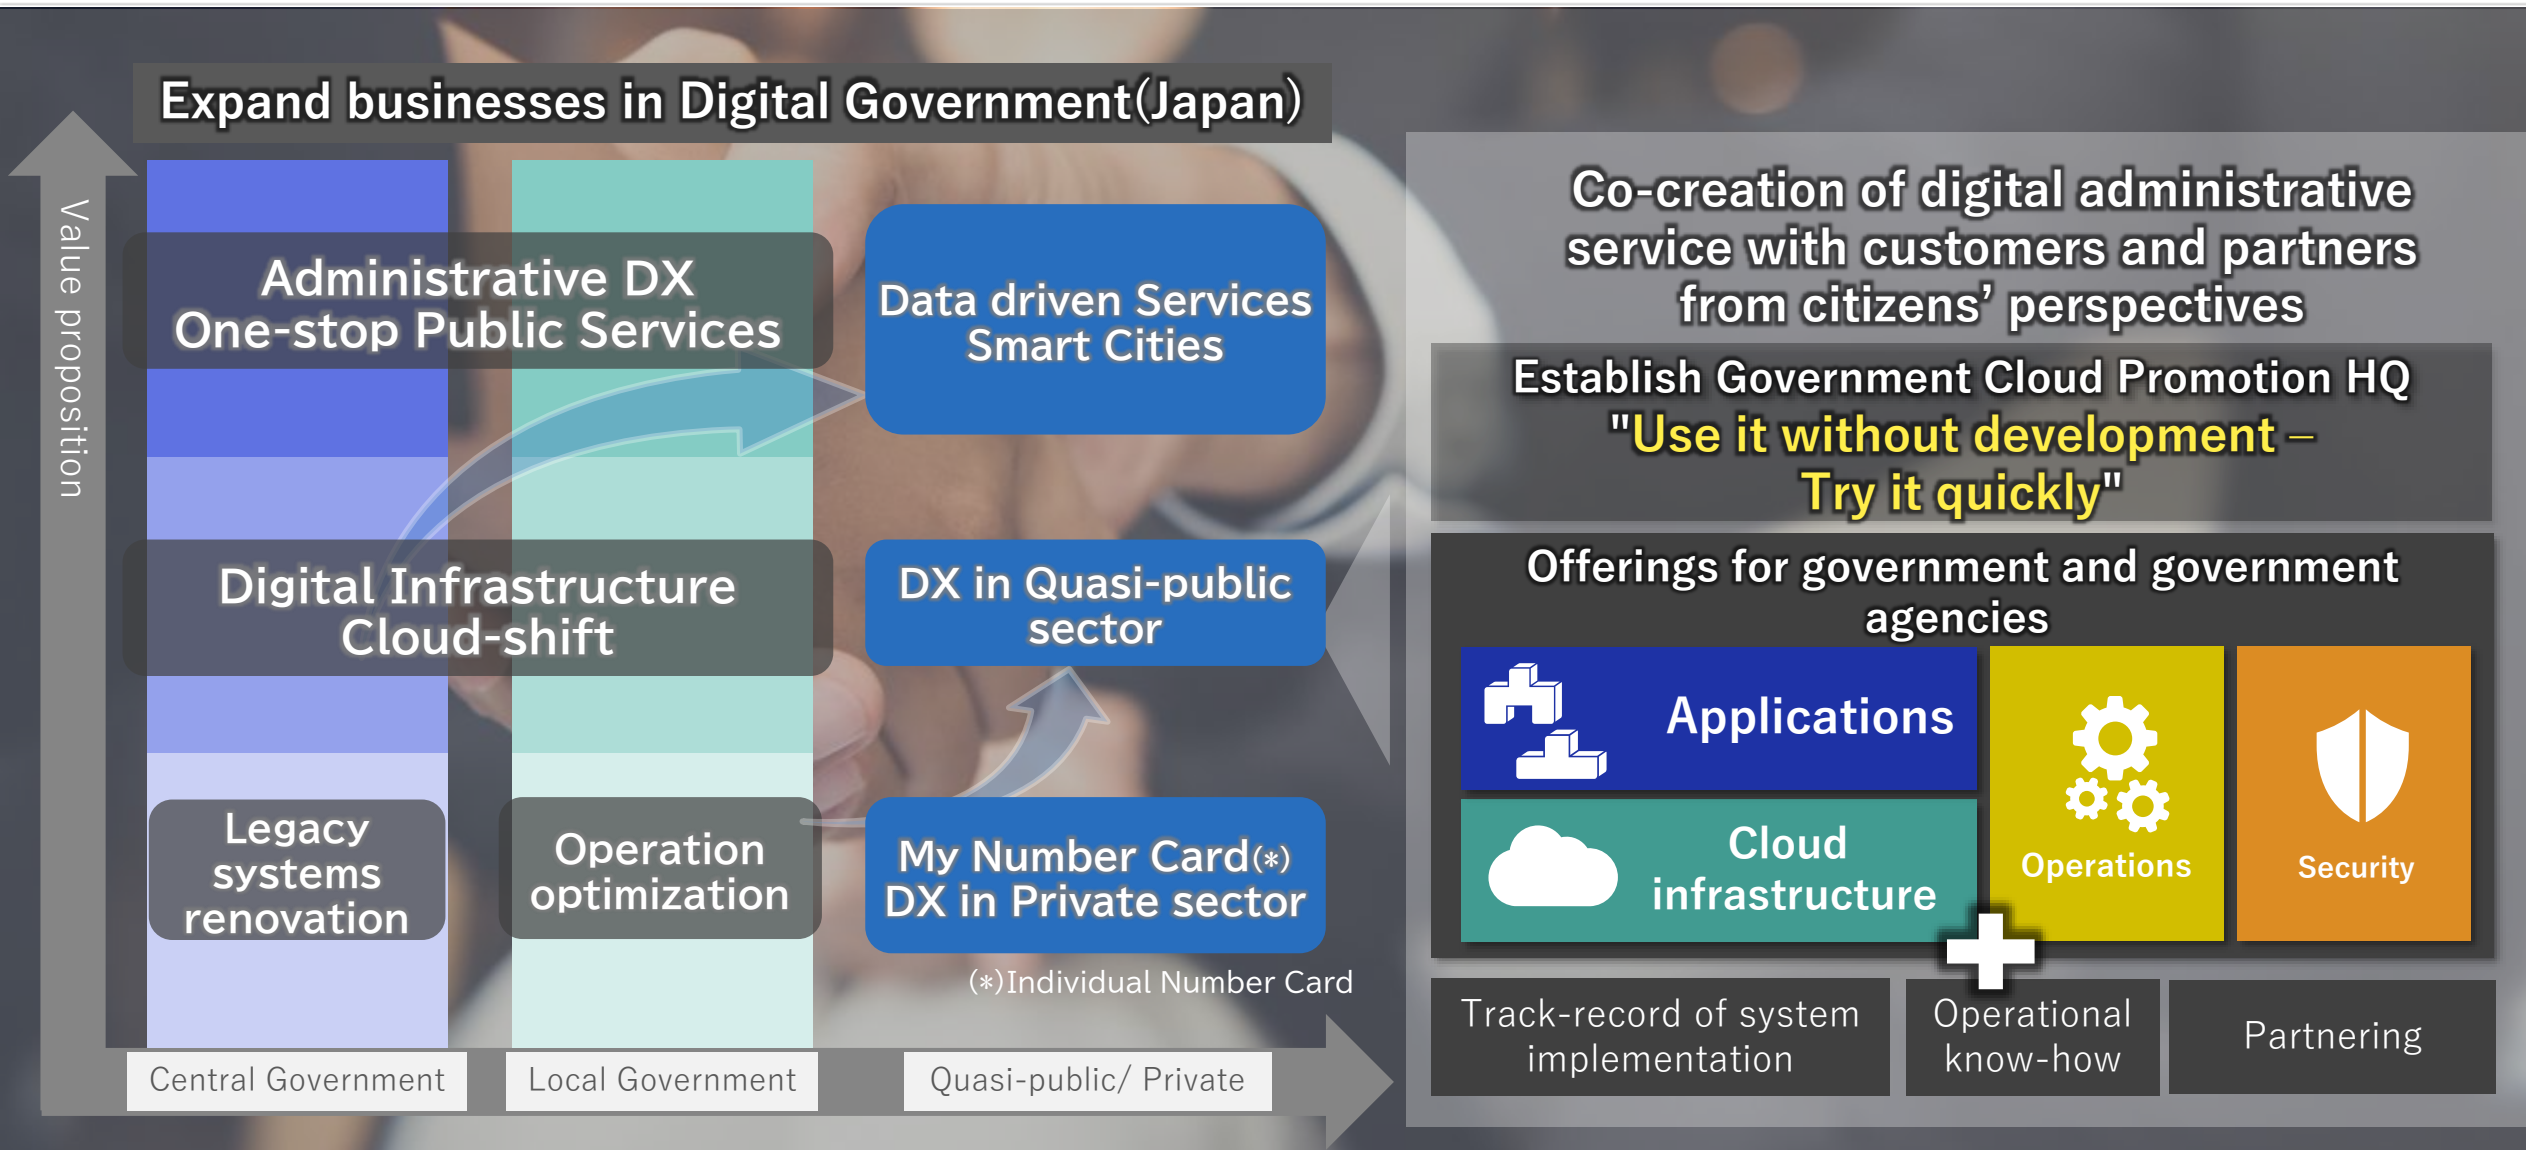 Expand businesses in Digital Government(Japan)
Value proposition
Administrative DX
One-stop Public Services
Data driven Services
Smart Cities
Digital Infrastructure
Cloud-shift
DX in Quasi-public
sector
Legacy
systems
renovation
Operation
optimization
My Number Card(*)
DX in Private sector
(*)Individual Number Card
Central Government
Local Government
Quasi-public/ Private
Co-creation of digital administrative
service with customers and partners
from citizens’ perspectives
Establish Government Cloud Promotion HQ
"Use it without development –
Try it quickly"
Offerings for government and government
agencies
Applications
Cloud
infrastructure
Operations
Security
Track-record of system
implementation
Operational
know-how
Partnering